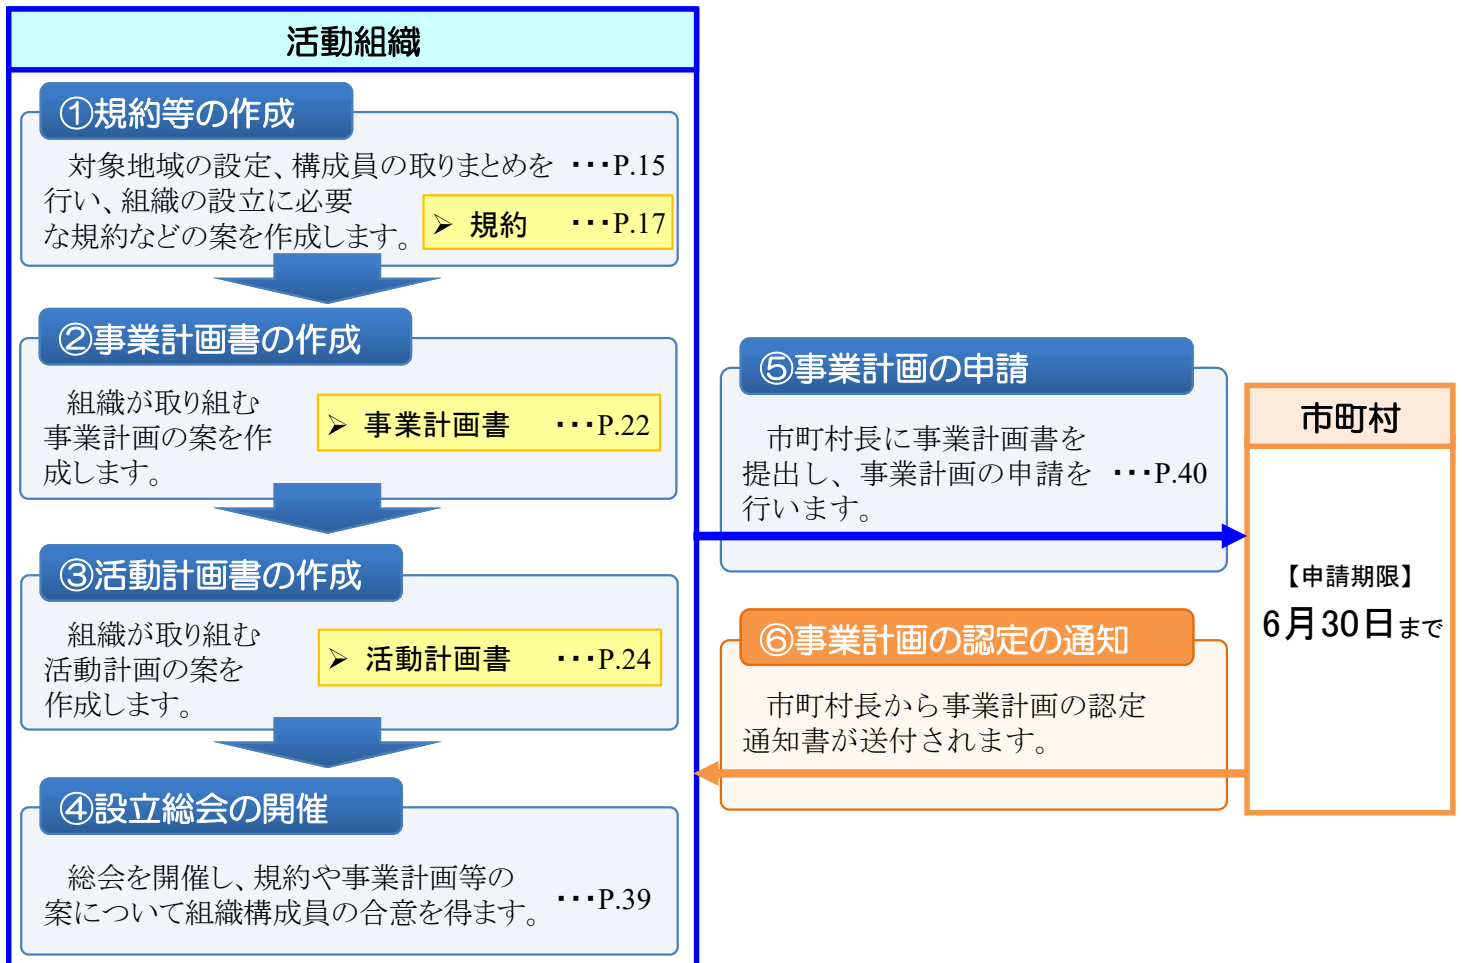 活動組織
①規約等の作成
対象地域の設定、構成員の取りまとめを ・・・P.15
行い、組織の設立に必要
な規約などの案を作成します。
➢ 規約 ・・・P.17
②事業計画書の作成
組織が取り組む
事業計画の案を作
成します。
➢ 事業計画書 ・・・P.22
③活動計画書の作成
組織が取り組む
活動計画の案を
作成します。
➢ 活動計画書 ・・・P.24
④設立総会の開催
総会を開催し、規約や事業計画等の
案について組織構成員の合意を得ます。
・・・P.39
⑤事業計画の申請
市町村長に事業計画書を
提出し、事業計画の申請を ・・・P.40
行います。
⑥事業計画の認定の通知
市町村長から事業計画の認定
通知書が送付されます。
市町村
【申請期限】
6月30日まで